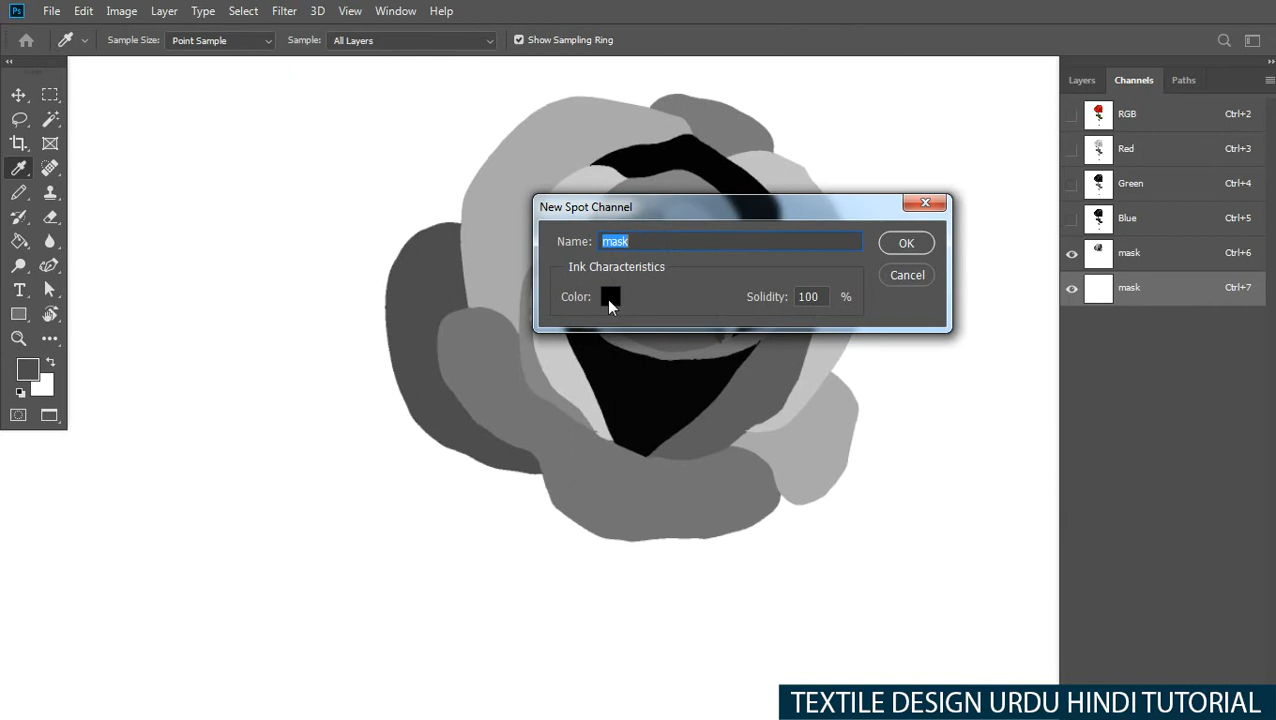 Ps File Edit Image Layer Type Select Filter 3D View Window Help
Sample Size: Point Sample Sample: All Layers Show Sampling Ring
Layers Channels Paths
RGB Ctrl+2
Red Ctrl+3
Green Ctrl+4
Blue Ctrl+5
mask Ctrl+6
mask Ctrl+7
New Spot Channel
Name: mask OK
Ink Characteristics
Cancel
Color: Solidity: 100 %
TEXTILE DESIGN URDU HINDI TUTORIAL